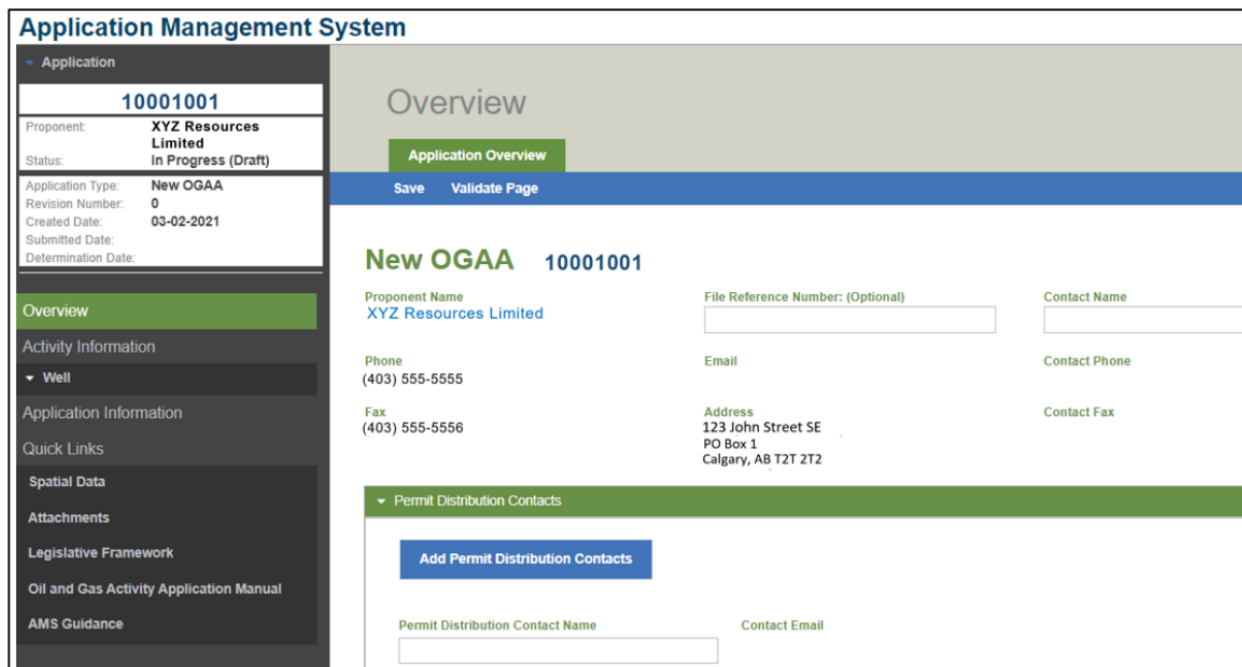 Application Management System
Application
10001001
Proponent: XYZ Resources
Limited
Status: In Progress (Draft)
Application Type: New OGAA
Revision Number: 0
Created Date: 03-02-2021
Submitted Date:
Determination Date:
Overview
Activity Information
Well
Application Information
Quick Links
Spatial Data
Attachments
Legislative Framework
Oil and Gas Activity Application Manual
AMS Guidance
Overview
Application Overview
Save Validate Page
New OGAA 10001001
Proponent Name File Reference Number: (Optional) Contact Name
XYZ Resources Limited
Phone Email Contact Phone
(403) 555-5555
Fax Address Contact Fax
(403) 555-5556 123 John Street SE
PO Box 1
Calgary, AB T2T 2T2
Permit Distribution Contacts
Add Permit Distribution Contacts
Permit Distribution Contact Name Contact Email